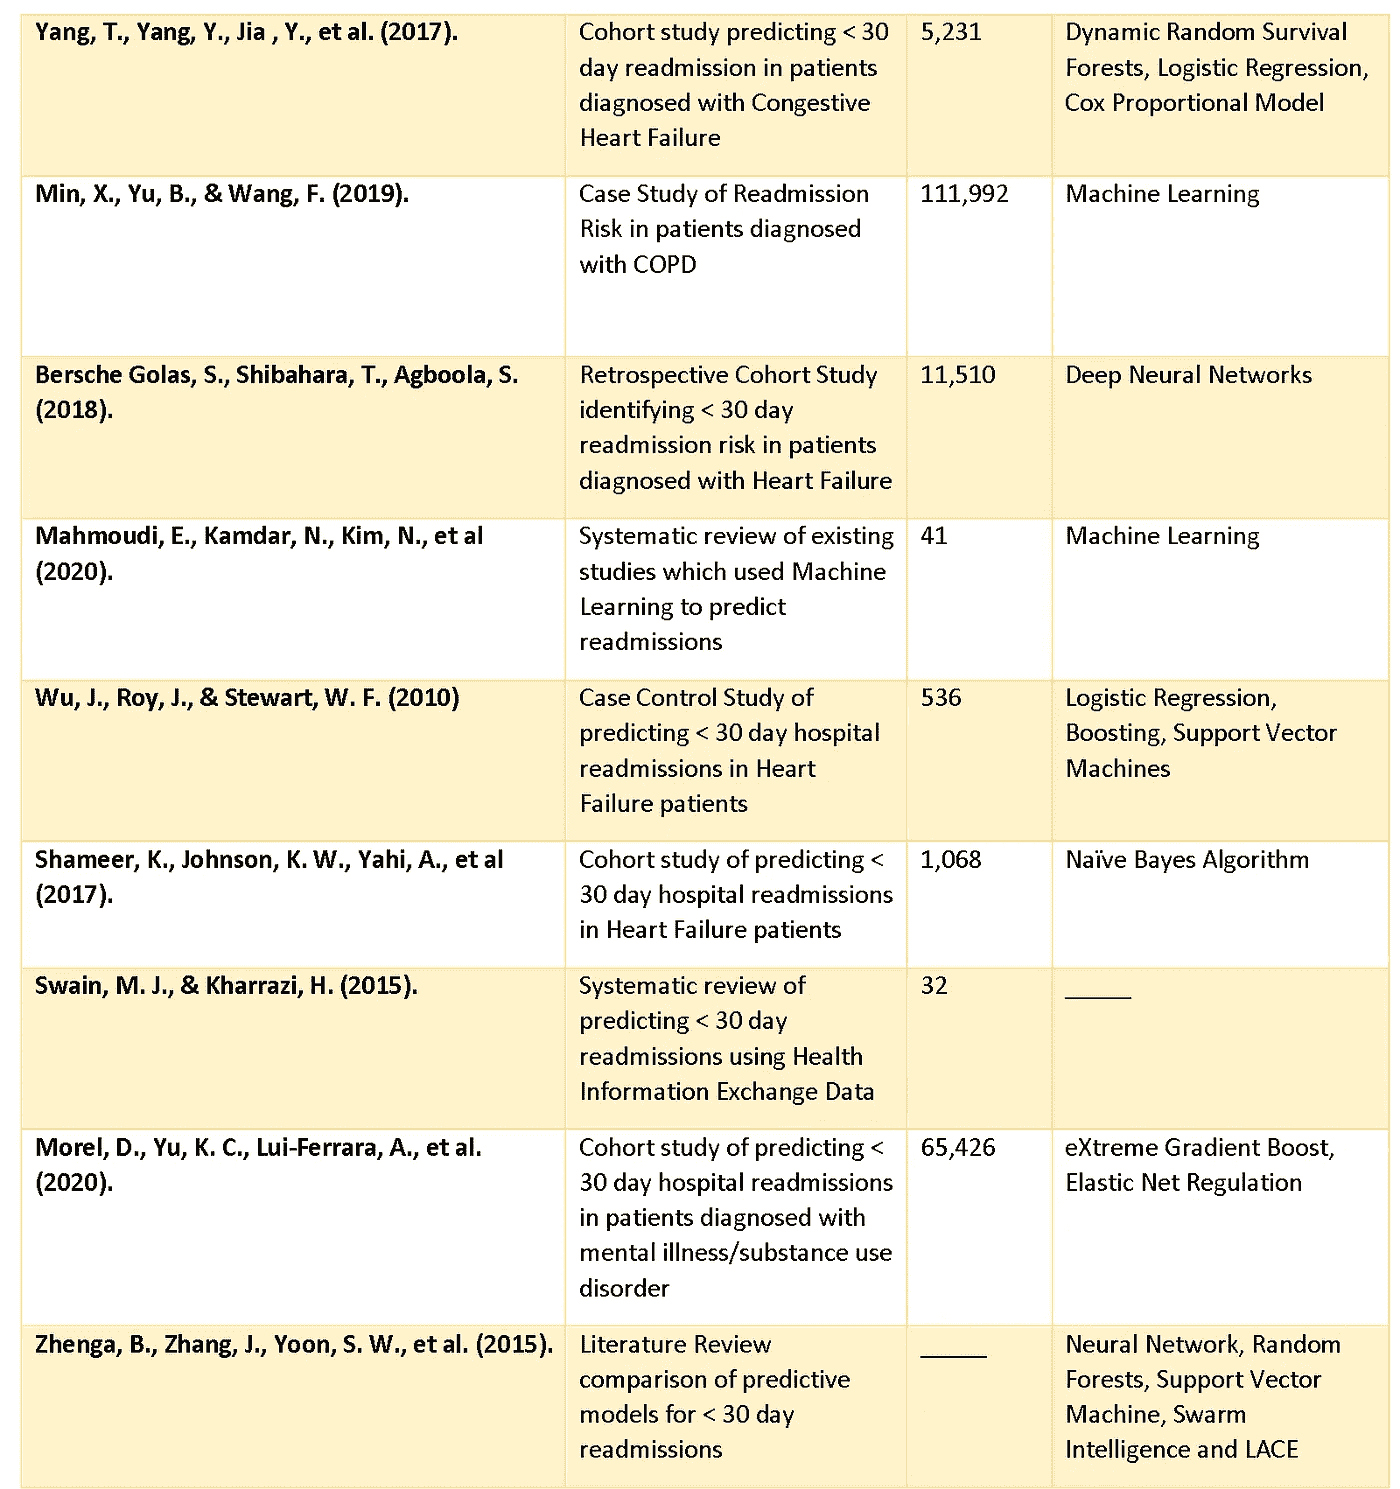 Yang, T., Yang, Y., Jia , Y., et al. (2017).
Cohort study predicting < 30
day readmission in patients
diagnosed with Congestive
Heart Failure
5,231
Dynamic Random Survival
Forests, Logistic Regression,
Cox Proportional Model
Min, X., Yu, B., & Wang, F. (2019).
Case Study of Readmission
Risk in patients diagnosed
with COPD
111,992
Machine Learning
Bersche Golas, S., Shibahara, T., Agboola, S.
(2018).
Retrospective Cohort Study
identifying < 30 day
readmission risk in patients
diagnosed with Heart Failure
11,510
Deep Neural Networks
Mahmoudi, E., Kamdar, N., Kim, N., et al
(2020).
Systematic review of existing
studies which used Machine
Learning to predict
readmissions
41
Machine Learning
Wu, J., Roy, J., & Stewart, W. F. (2010)
Case Control Study of
predicting < 30 day hospital
readmissions in Heart
Failure patients
536
Logistic Regression,
Boosting, Support Vector
Machines
Shameer, K., Johnson, K. W., Yahi, A., et al
(2017).
Cohort study of predicting <
30 day hospital readmissions
in Heart Failure patients
1,068
Naïve Bayes Algorithm
Swain, M. J., & Kharrazi, H. (2015).
Systematic review of
predicting < 30 day
readmissions using Health
Information Exchange Data
32
_____
Morel, D., Yu, K. C., Lui-Ferrara, A., et al.
(2020).
Cohort study of predicting <
30 day hospital readmissions
in patients diagnosed with
mental illness/substance use
disorder
65,426
eXtreme Gradient Boost,
Elastic Net Regulation
Zhenga, B., Zhang, J., Yoon, S. W., et al. (2015).
Literature Review
comparison of predictive
models for < 30 day
readmissions
_____
Neural Network, Random
Forests, Support Vector
Machine, Swarm
Intelligence and LACE